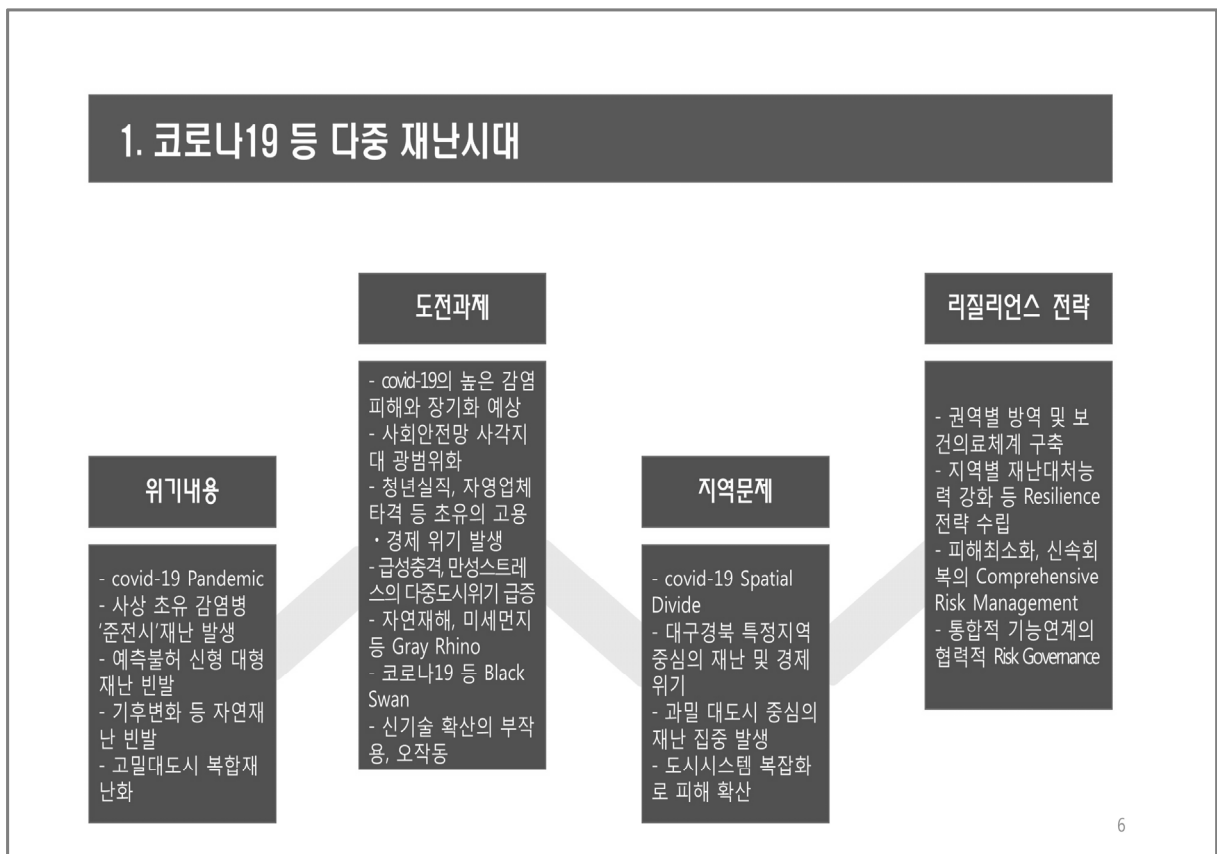 1. 코로나19 등 다중 재난시대
위기내용
- covid-19 Pandemic
- 사상 초유 감염병
'준전시'재난 발생
- 예측불허 신형 대형
재난 빈발
- 기후변화 등 자연재
난 빈발
- 고밀대도시 복합재
난화
도전과제
- covid-19의 높은 감염
피해와 장기화 예상
- 사회안전망 사각지
대 광범위화
- 청년실직, 자영업체
타격 등 초유의 고용
・경제 위기 발생
- 급성충격, 만성스트레
스의 다중도시위기 급증
- 자연재해, 미세먼지
등 Gray Rhino
- 코로나19 등 Black
Swan
- 신기술 확산의 부작
용, 오작동
지역문제
- covid-19 Spatial
Divide
- 대구경북 특정지역
중심의 재난 및 경제
위기
- 과밀 대도시 중심의
재난 집중 발생
- 도시시스템 복잡화
로 피해 확산
리질리언스 전략
- 권역별 방역 및 보
건의료체계 구축
- 지역별 재난대처능
력 강화 등 Resilience
전략 수립
- 피해최소화, 신속회
복의 Comprehensive
Risk Management
- 통합적 기능연계의
협력적 Risk Governance
6